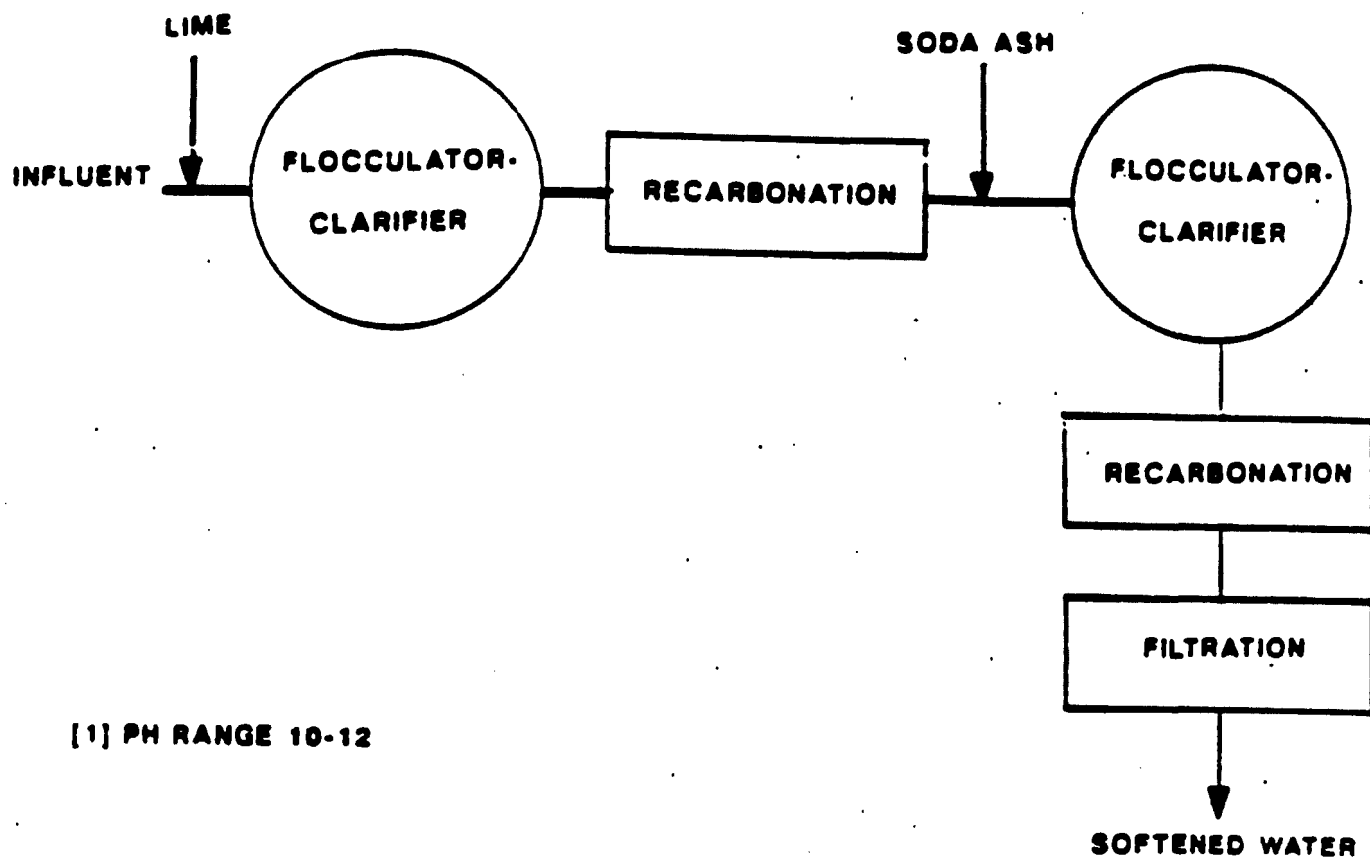 LIME
SODA ASH
INFLUENT
FLOCCULATOR-
CLARIFIER
RECARBONATION
FLOCCULATOR-
CLARIFIER
RECARBONATION
FILTRATION
[1] PH RANGE 10-12
SOFTENED WATER